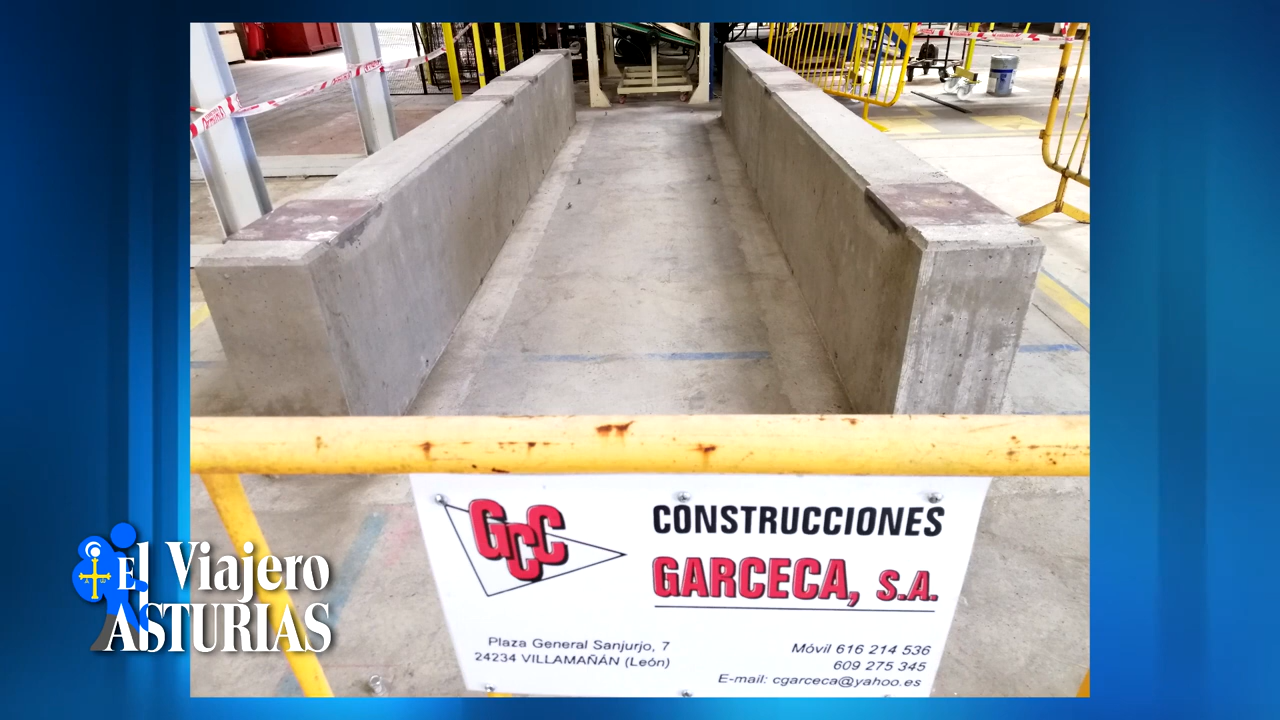 GCC
CONSTRUCCIONES
GARCECA, S.A.
Plaza General Sanjurjo, 7
24234 VILLAMAÑÁN (León)
Móvil 616 214 536
609 275 345
E-mail: cgarceca@yahoo.es
El Viajero
ASTURIAS